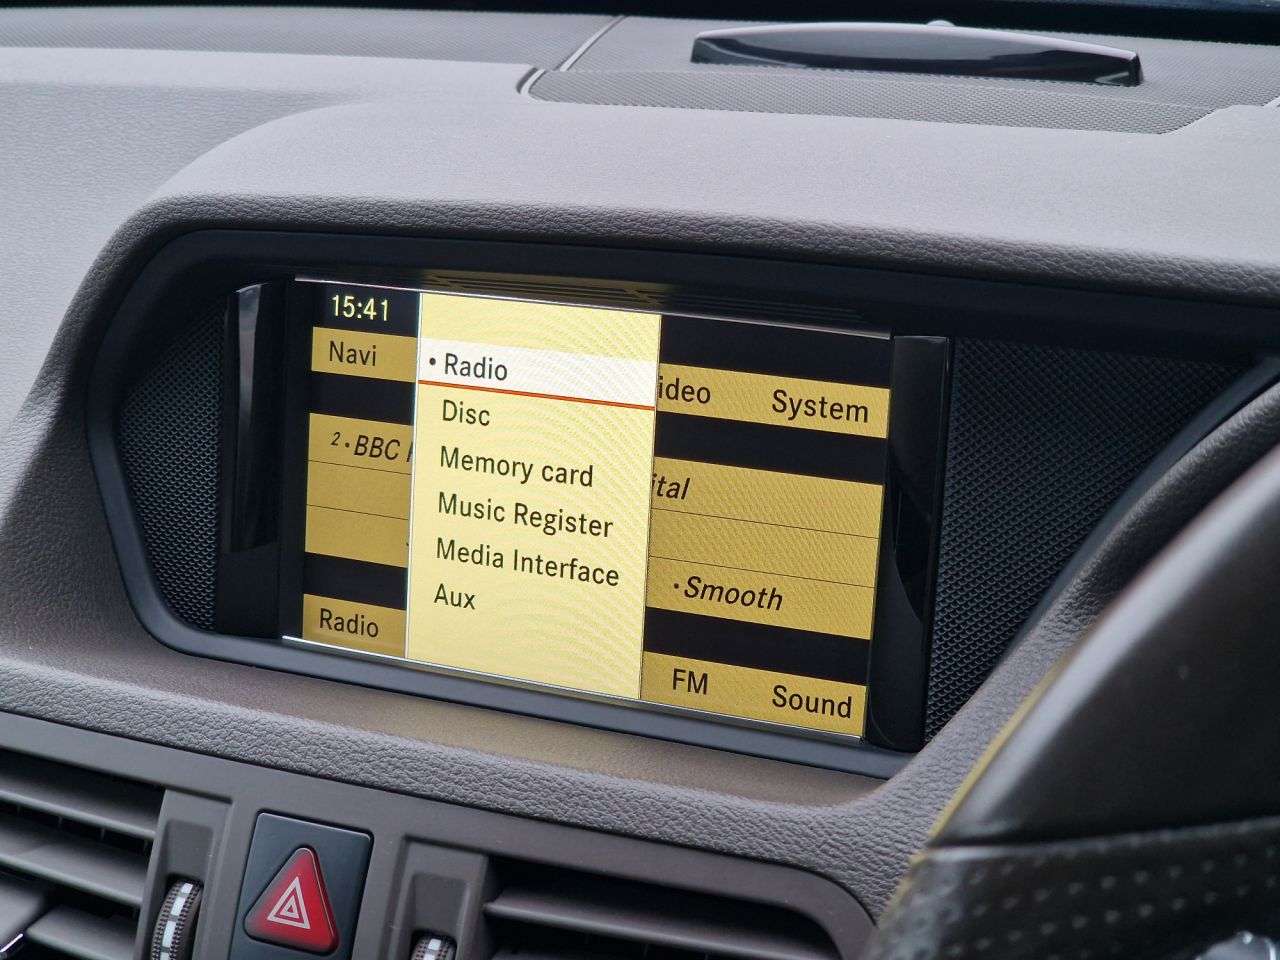 15:41
Navi
• Radio
ideo
System
Disc
2 • BBC
Memory card
ital
Music Register
Media Interface
• Smooth
Aux
Radio
FM
Sound